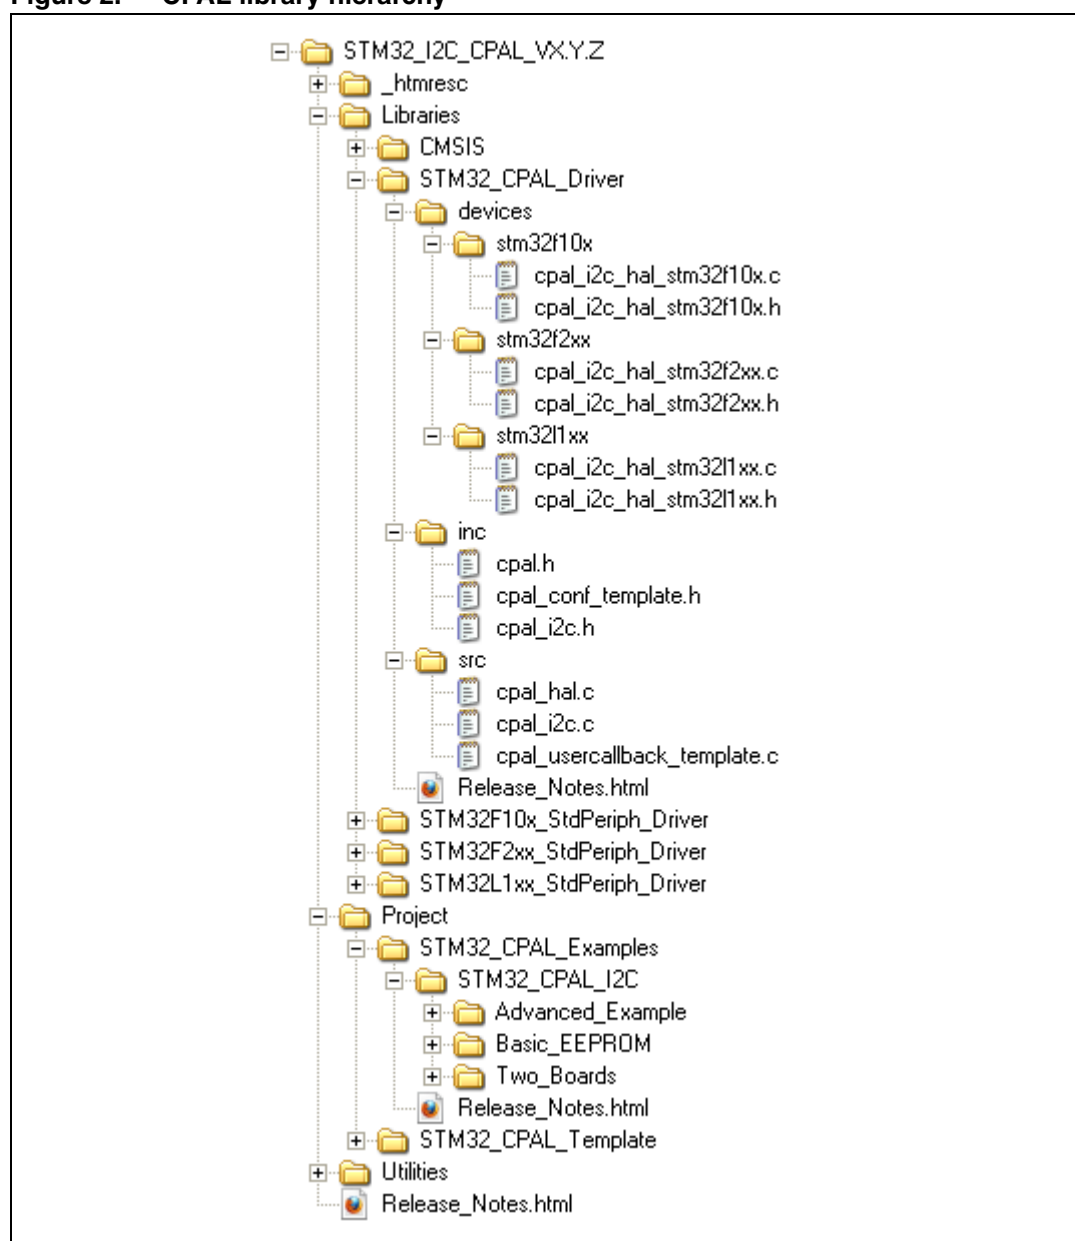 Figure 2. CPAL library hierarchy
STM32_I2C_CPAL_VX.Y.Z
_htmresc
Libraries
CMSIS
STM32_CPAL_Driver
devices
stm32f10x
cpal_i2c_hal_stm32f10x.c
cpal_i2c_hal_stm32f10x.h
stm32f2xx
cpal_i2c_hal_stm32f2xx.c
cpal_i2c_hal_stm32f2xx.h
stm32l1xx
cpal_i2c_hal_stm32l1xx.c
cpal_i2c_hal_stm32l1xx.h
inc
cpal.h
cpal_conf_template.h
cpal_i2c.h
src
cpal_hal.c
cpal_i2c.c
cpal_usercallback_template.c
Release_Notes.html
STM32F10x_StdPeriph_Driver
STM32F2xx_StdPeriph_Driver
STM32L1xx_StdPeriph_Driver
Project
STM32_CPAL_Examples
STM32_CPAL_I2C
Advanced_Example
Basic_EEPROM
Two_Boards
Release_Notes.html
STM32_CPAL_Template
Utilities
Release_Notes.html